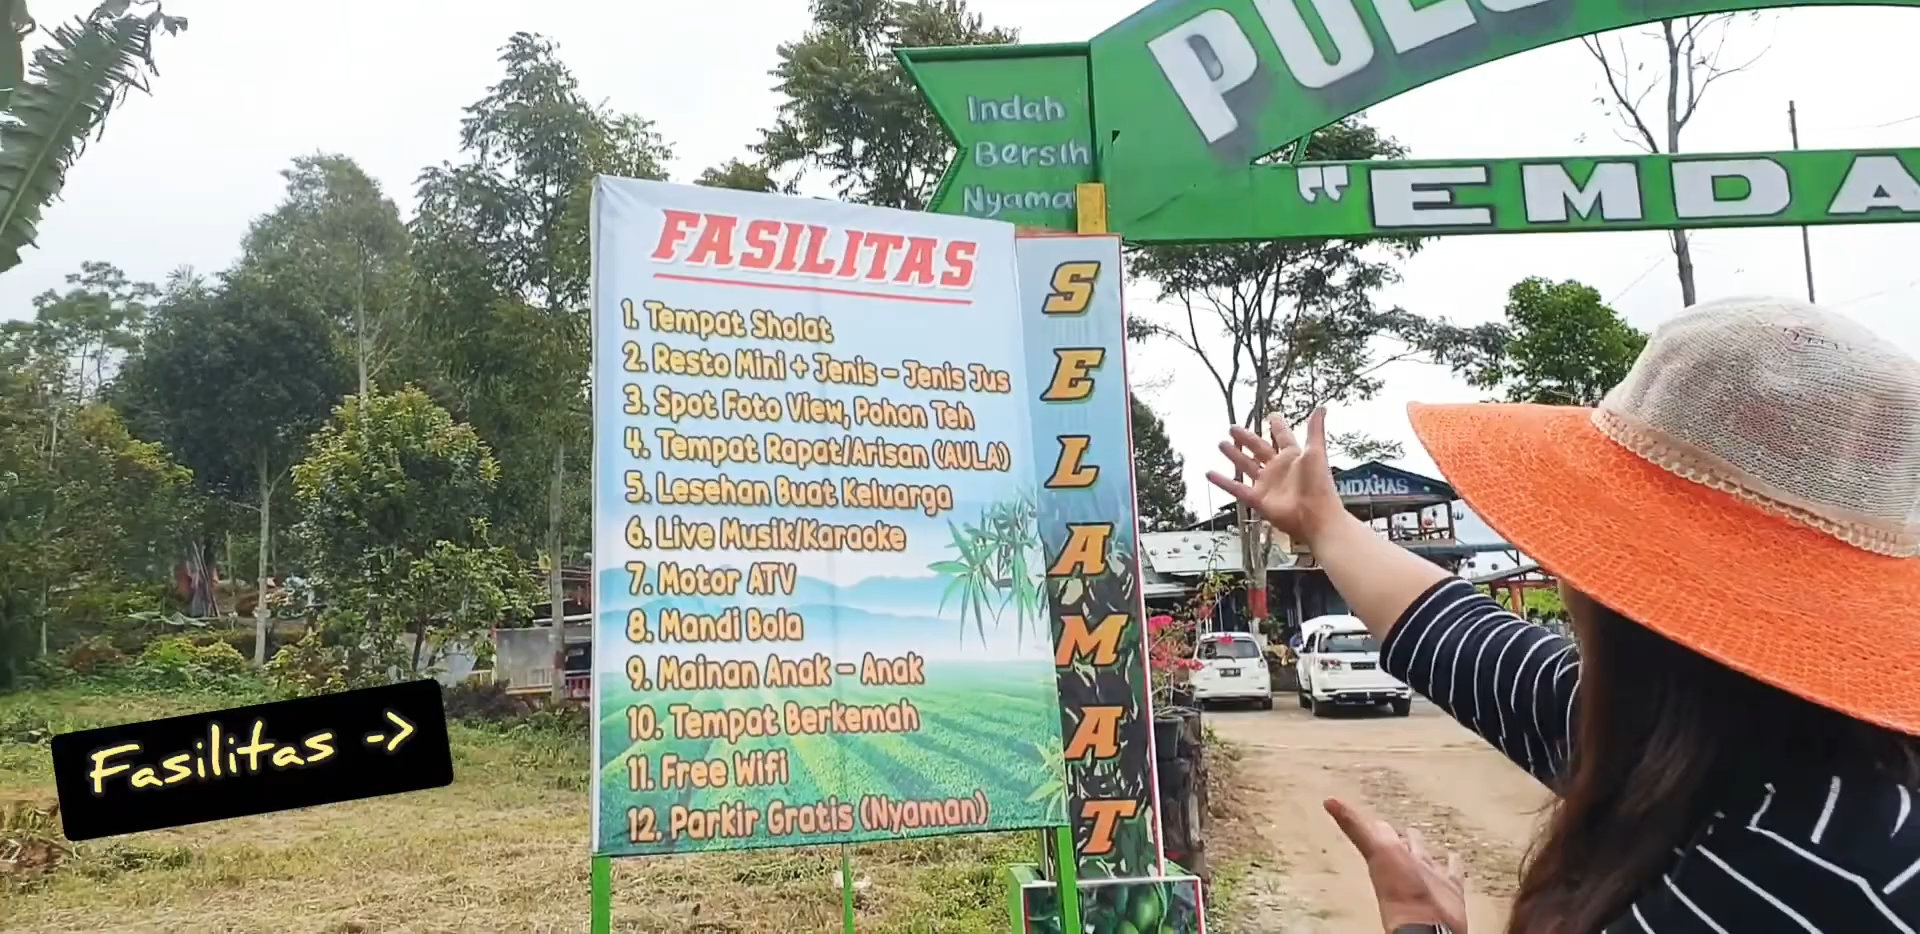 Indah
Bersih
"EMDA
FASILITAS
1. Tempat Sholat
2. Resto Mini + Jenis - Jenis Jus
3. Spot Foto View, Pohon Teh
4. Tempat Rapat/Arisan (AULA)
5. Lesehan Buat Keluarga
6. Live Musik/Karaoke
7. Motor ATV
8. Mandi Bola
9. Mainan Anak - Anak
10. Tempat Berkemah
11. Free Wifi
12. Parkir Gratis (Nyaman)
SELAMAT
Fasilitas ->